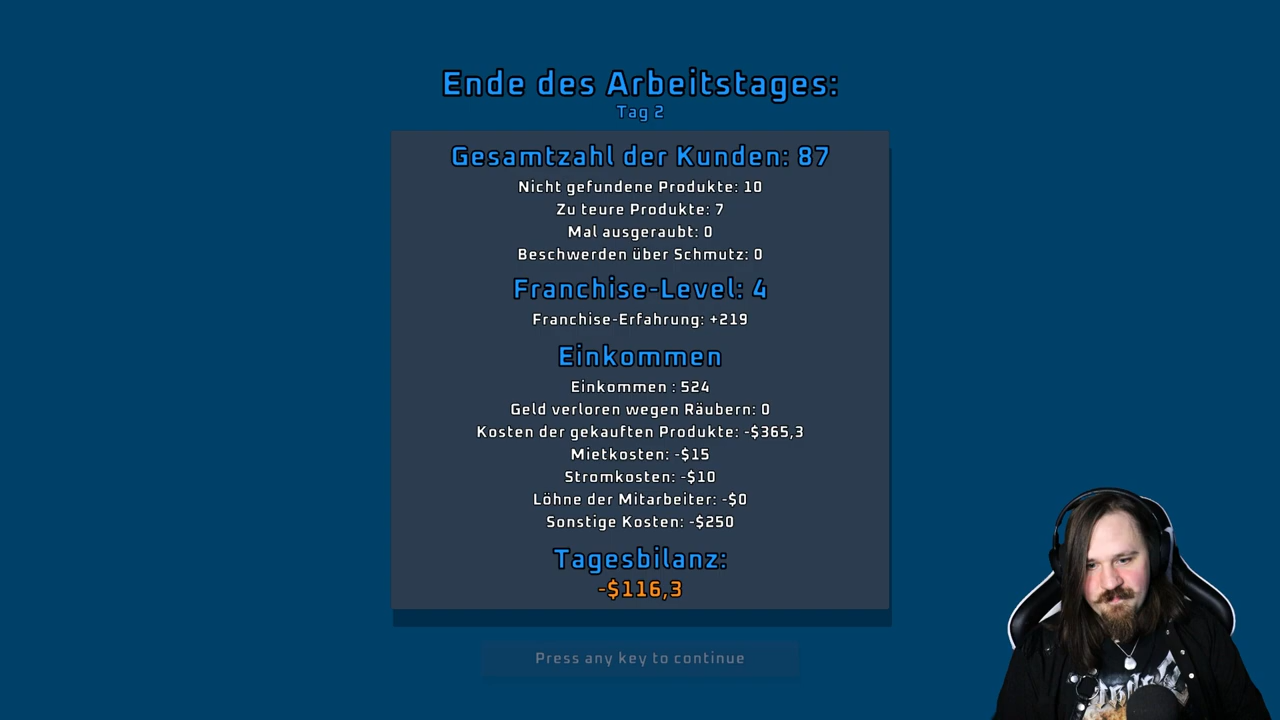 Ende des Arbeitstages:
Tag 2
Gesamtzahl der Kunden: 87
Nicht gefundene Produkte: 10
Zu teure Produkte: 7
Mal ausgeraubt: 0
Beschwerden über Schmutz: 0
Franchise-Level: 4
Franchise-Erfahrung: +219
Einkommen
Einkommen : 524
Geld verloren wegen Räubern: 0
Kosten der gekauften Produkte: -$365,3
Mietkosten: -$15
Stromkosten: -$10
Löhne der Mitarbeiter: -$0
Sonstige Kosten: -$250
Tagesbilanz:
-$116,3
Press any key to continue